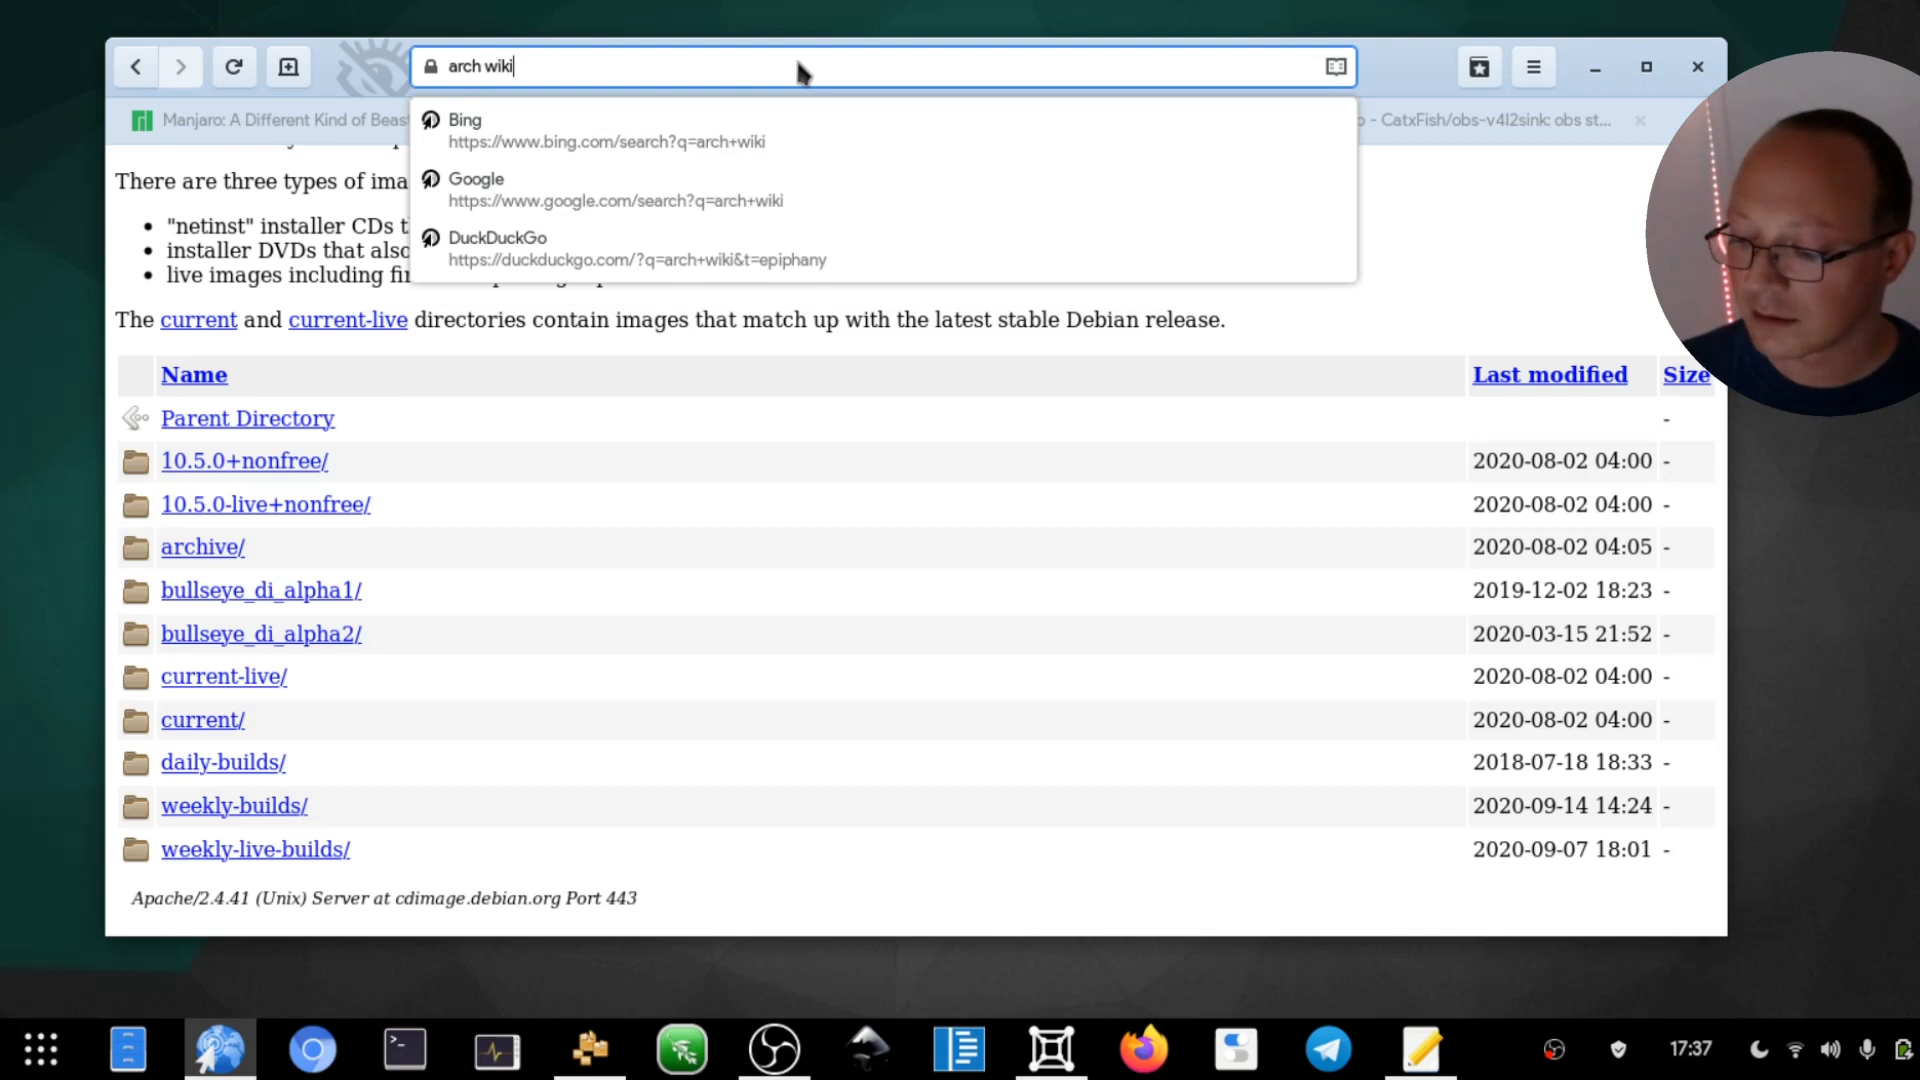 arch wiki
Manjaro: A Different Kind of Beas
- CatxFish/obs-v4l2sink: obs st...
Bing
https://www.bing.com/search?q=arch+wiki
Google
https://www.google.com/search?q=arch+wiki
DuckDuckGo
https://duckduckgo.com/?q=arch+wiki&t=epiphany
There are three types of ima
• "netinst" installer CDs t
• installer DVDs that also
• live images including fi
The current and current-live directories contain images that match up with the latest stable Debian release.
Name Last modified Size
Parent Directory -
10.5.0+nonfree/ 2020-08-02 04:00 -
10.5.0-live+nonfree/ 2020-08-02 04:00 -
archive/ 2020-08-02 04:05 -
bullseye_di_alpha1/ 2019-12-02 18:23 -
bullseye_di_alpha2/ 2020-03-15 21:52 -
current-live/ 2020-08-02 04:00 -
current/ 2020-08-02 04:00 -
daily-builds/ 2018-07-18 18:33 -
weekly-builds/ 2020-09-14 14:24 -
weekly-live-builds/ 2020-09-07 18:01 -
Apache/2.4.41 (Unix) Server at cdimage.debian.org Port 443
17:37